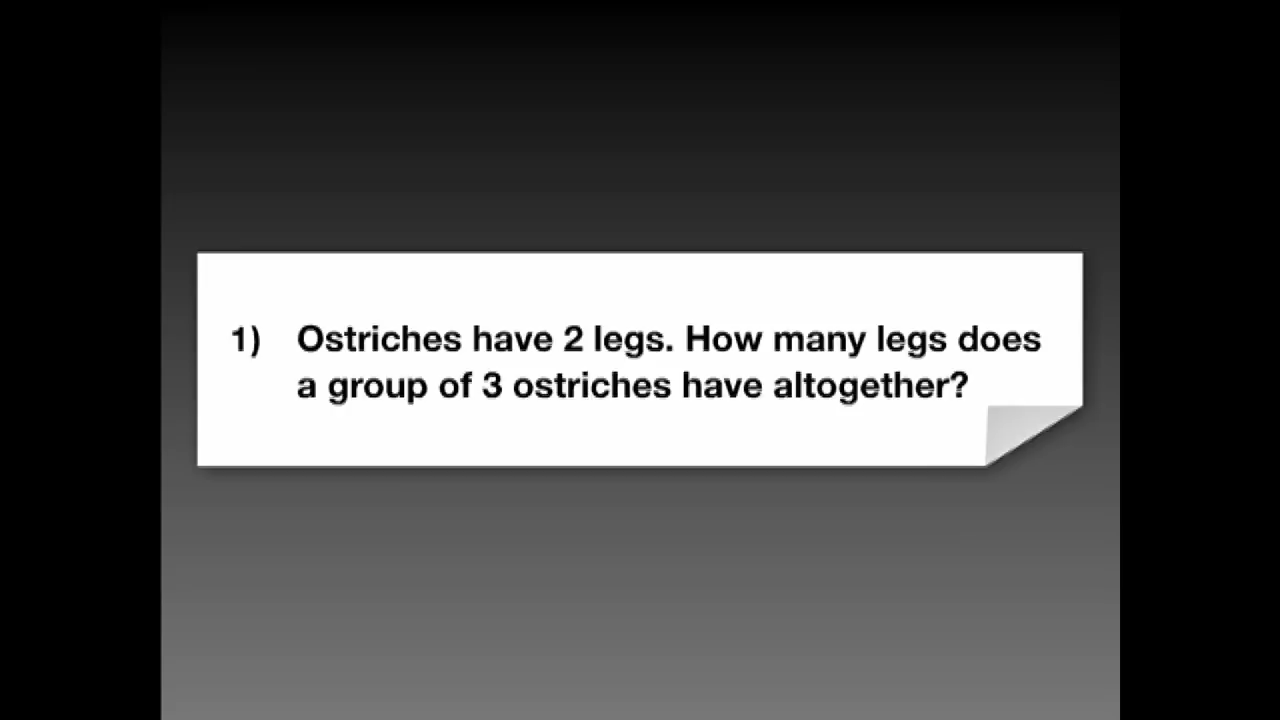 1) Ostriches have 2 legs. How many legs does
a group of 3 ostriches have altogether?